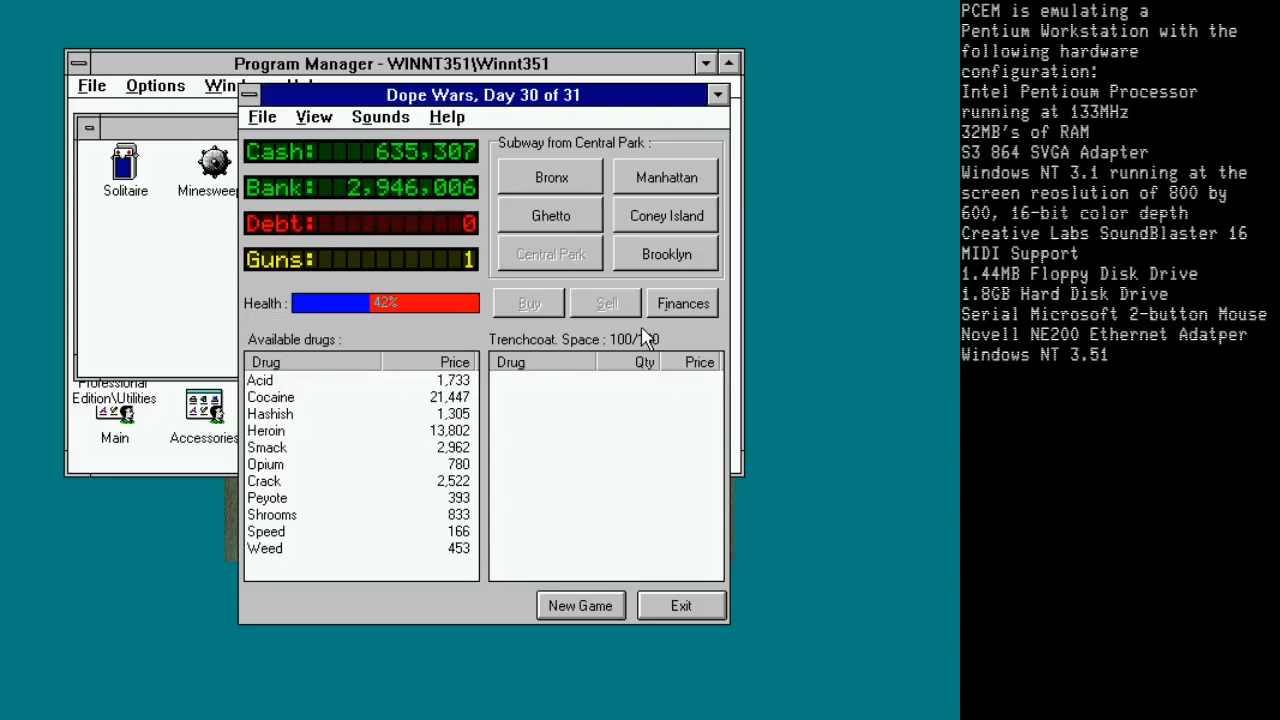 Program Manager - WINNT351\Winnt351
File Options
Solitaire
Professional
Edition\Utilities
Main
Accessories
Dope Wars, Day 30 of 31
File View Sounds Help
Cash: 635,307
Bank: 2,946,006
Debt: 0
Guns: 1
Health : 42%
Subway from Central Park :
Bronx Manhattan
Ghetto Coney Island
Central Park Brooklyn
Buy Sell Finances
Available drugs :
Drug Price
Acid 1,733
Cocaine 21,447
Hashish 1,305
Heroin 13,802
Smack 2,962
Opium 780
Crack 2,522
Peyote 393
Shrooms 833
Speed 166
Weed 453
Trenchcoat. Space :
Drug Qty Price
New Game Exit
PCEM is emulating a
Pentium Workstation with the
following hardware
configuration:
Intel Pentioum Processor
running at 133MHz
32MB's of RAM
S3 864 SVGA Adapter
Windows NT 3.1 running at the
screen reoslution of 800 by
600, 16-bit color depth
Creative Labs SoundBlaster 16
MIDI Support
1.44MB Floppy Disk Drive
1.8GB Hard Disk Drive
Serial Microsoft 2-button Mouse
Novell NE200 Ethernet Adatper
Windows NT 3.51